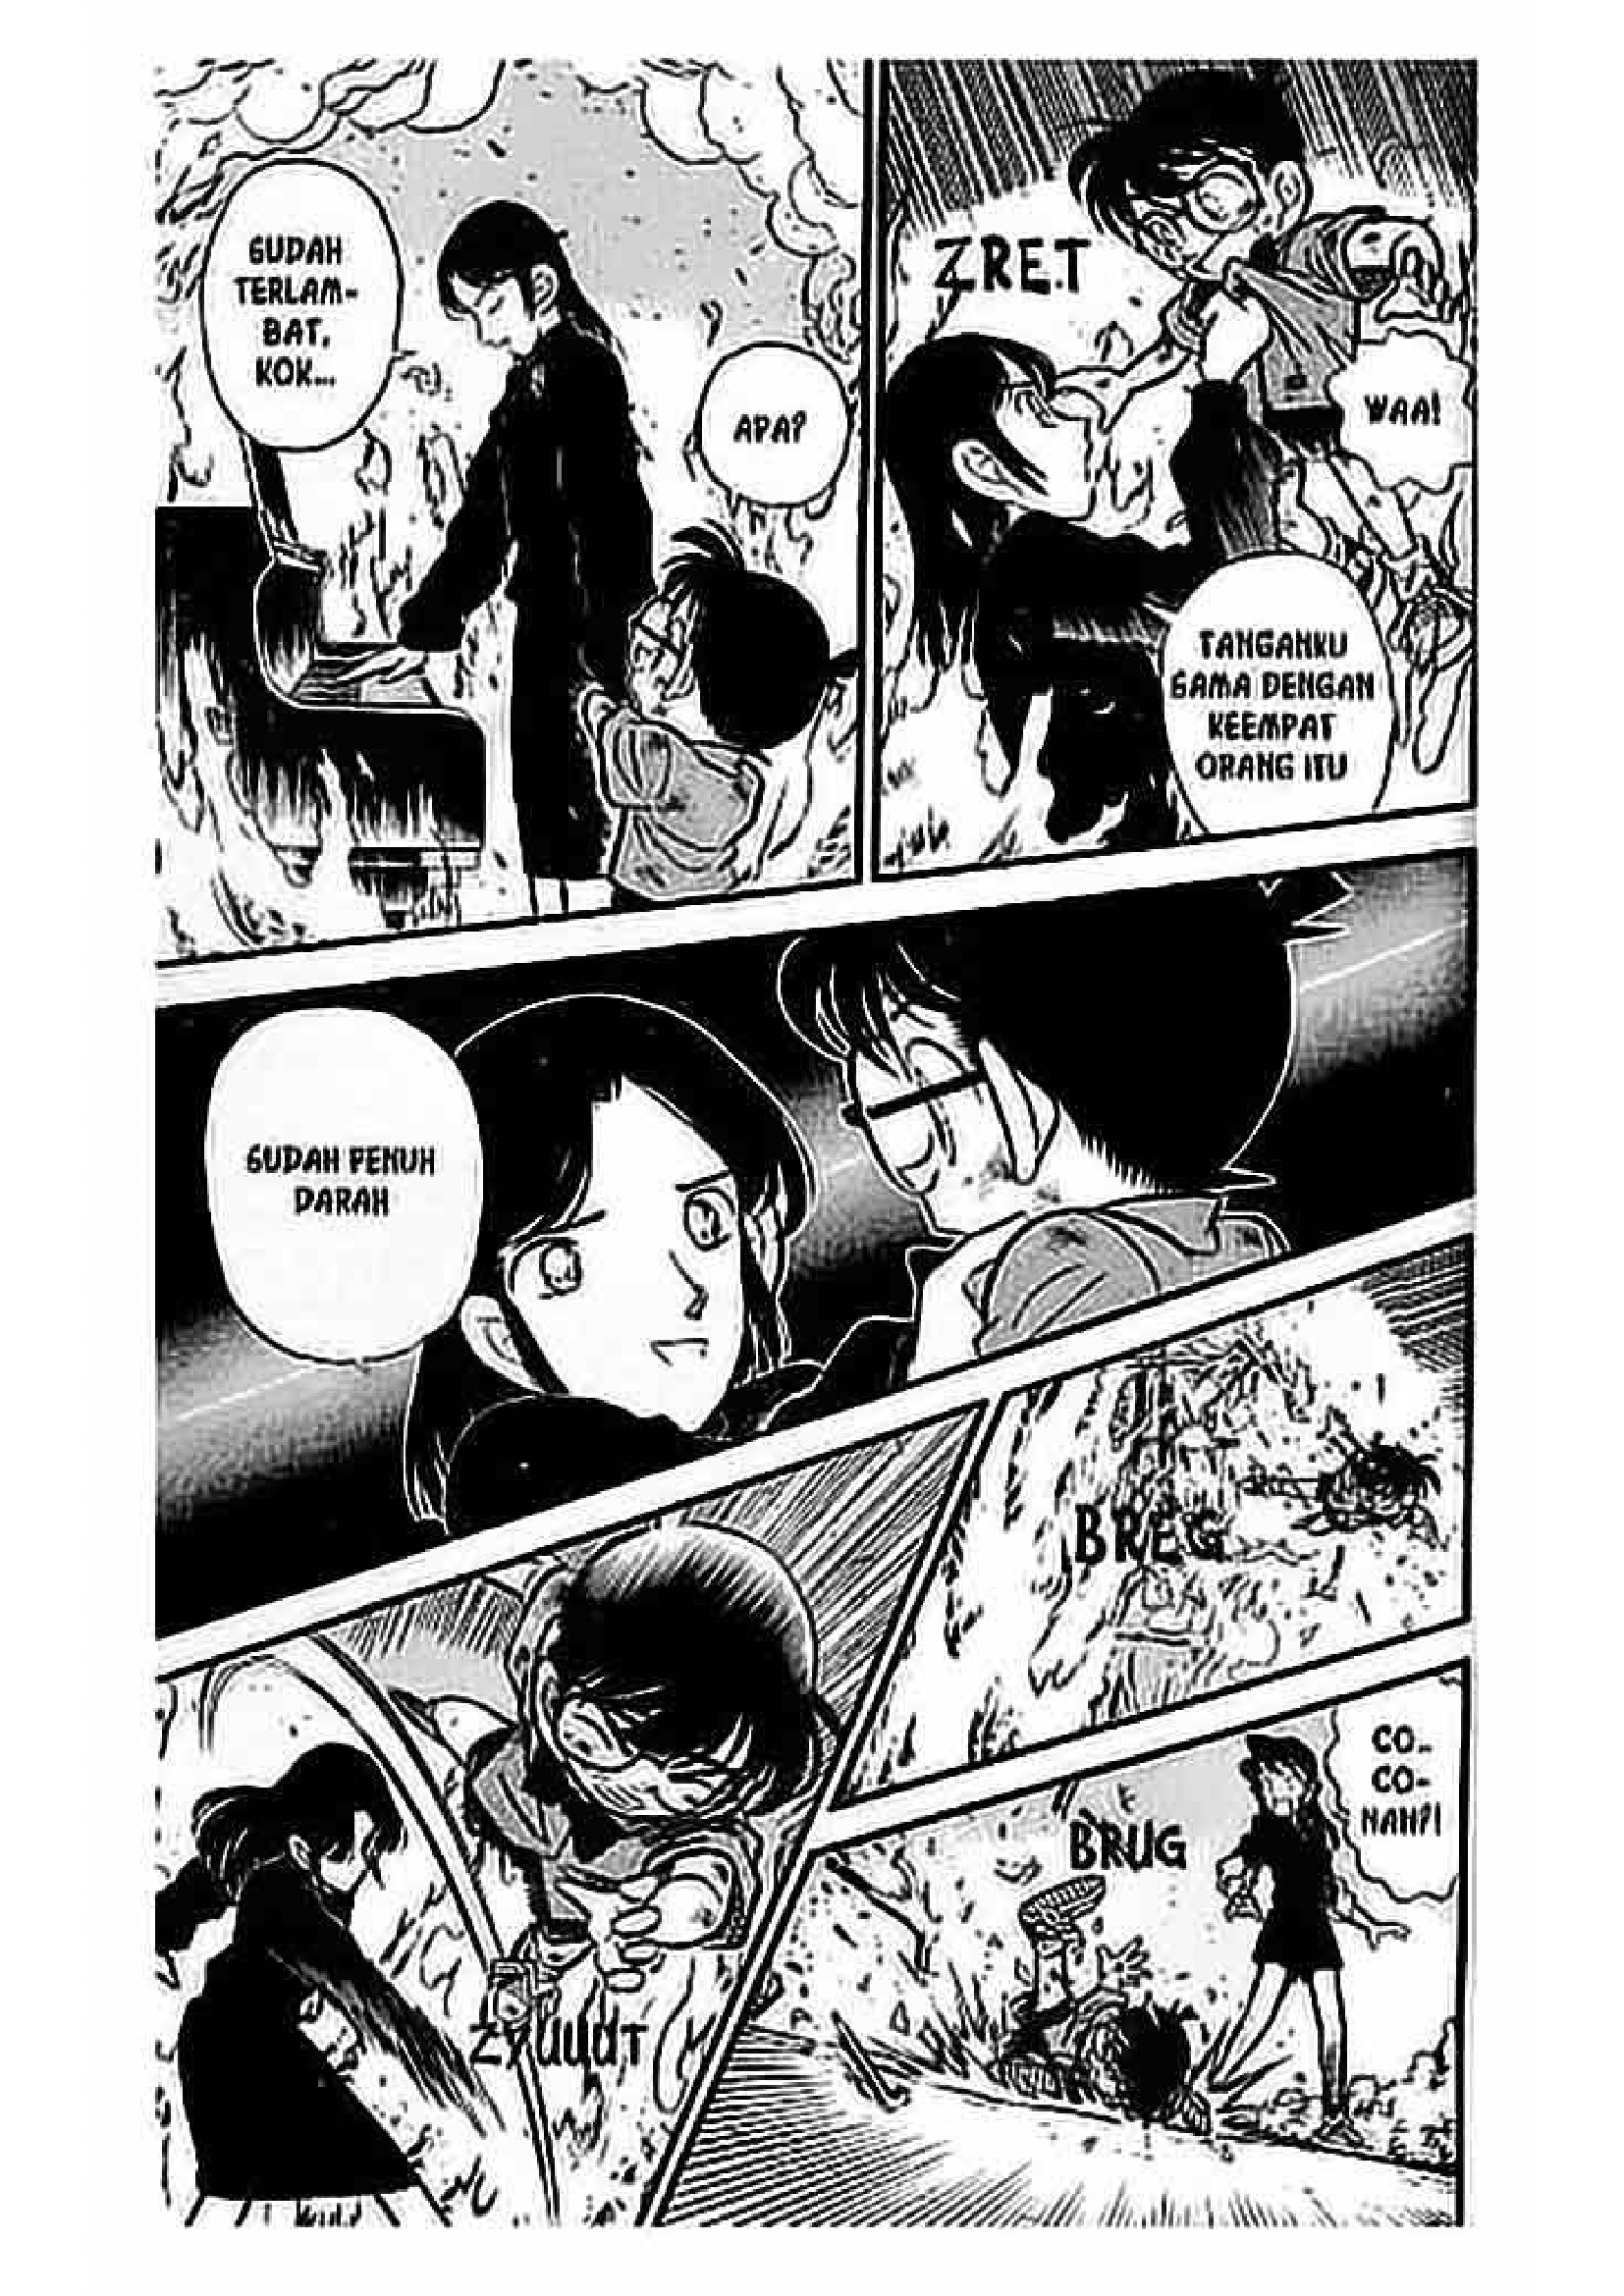 SUDAH
TERLAM-
BAT,
KOK...
APA?
ZRET
WAA!
TANGANKU
SAMA DENGAN
KEEMPAT
ORANG ITU
SUDAH PENUH
DARAH
ZYUUUT
BREG
BRUG
CO-
CO-
NAN?!